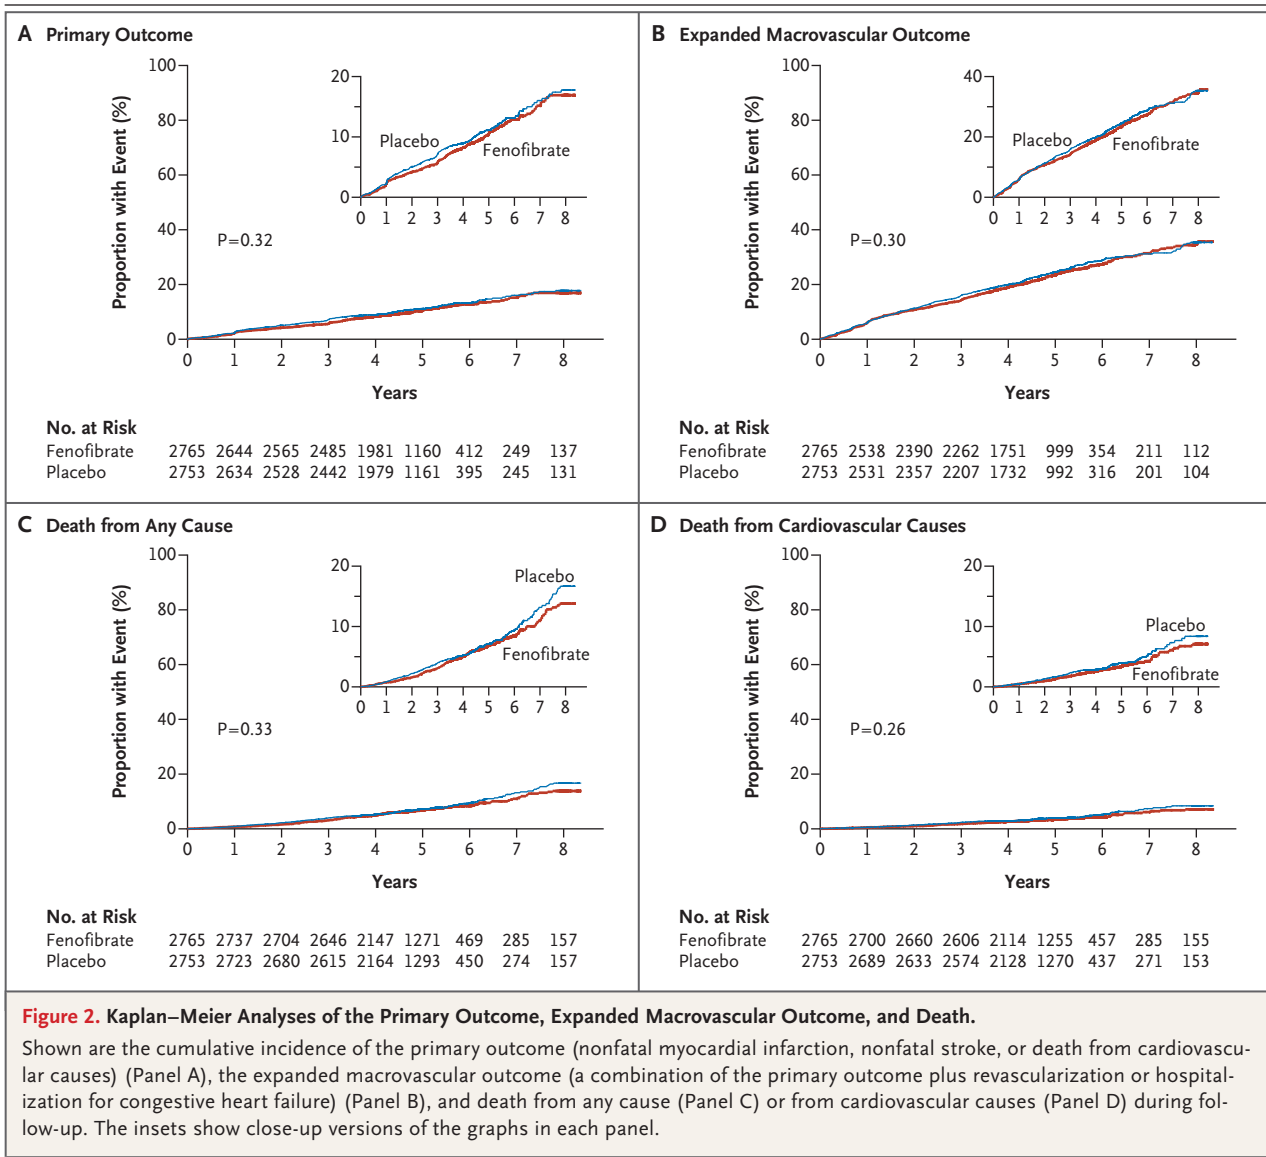 A Primary Outcome
100
80
60
40
20
0
Proportion with Event (%)
20
10
0
Placebo
Fenofibrate
0 1 2 3 4 5 6 7 8
P=0.32
0 1 2 3 4 5 6 7 8
Years
No. at Risk
Fenofibrate 2765 2644 2565 2485 1981 1160 412 249 137
Placebo 2753 2634 2528 2442 1979 1161 395 245 131
B Expanded Macrovascular Outcome
100
80
60
40
20
0
Proportion with Event (%)
40
20
0
Placebo
Fenofibrate
0 1 2 3 4 5 6 7 8
P=0.30
0 1 2 3 4 5 6 7 8
Years
No. at Risk
Fenofibrate 2765 2538 2390 2262 1751 999 354 211 112
Placebo 2753 2531 2357 2207 1732 992 316 201 104
C Death from Any Cause
100
80
60
40
20
0
Proportion with Event (%)
20
10
0
Placebo
Fenofibrate
0 1 2 3 4 5 6 7 8
P=0.33
0 1 2 3 4 5 6 7 8
Years
No. at Risk
Fenofibrate 2765 2737 2704 2646 2147 1271 469 285 157
Placebo 2753 2723 2680 2615 2164 1293 450 274 157
D Death from Cardiovascular Causes
100
80
60
40
20
0
Proportion with Event (%)
20
10
0
Placebo
Fenofibrate
0 1 2 3 4 5 6 7 8
P=0.26
0 1 2 3 4 5 6 7 8
Years
No. at Risk
Fenofibrate 2765 2700 2660 2606 2114 1255 457 285 155
Placebo 2753 2689 2633 2574 2128 1270 437 271 153
Figure 2. Kaplan–Meier Analyses of the Primary Outcome, Expanded Macrovascular Outcome, and Death.
Shown are the cumulative incidence of the primary outcome (nonfatal myocardial infarction, nonfatal stroke, or death from cardiovascu-
lar causes) (Panel A), the expanded macrovascular outcome (a combination of the primary outcome plus revascularization or hospital-
ization for congestive heart failure) (Panel B), and death from any cause (Panel C) or from cardiovascular causes (Panel D) during fol-
low-up. The insets show close-up versions of the graphs in each panel.